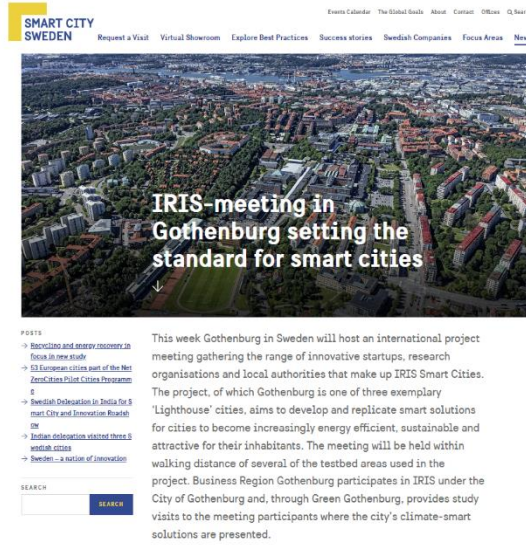 SMART CITY
SWEDEN
Events Calendar The Global Goals About Contact Offices Sear
Request a Visit Virtual Showroom Explore Best Practices Success stories Swedish Companies Focus Areas New
IRIS-meeting in
Gothenburg setting the
standard for smart cities
POSTS
Recycling and energy recovery in
focus in new study
53 European cities part of the Net
ZeroCities Pilot Cities Programm
e
Swedish Delegation in India for S
mart City and Innovation Roadsh
ow
Indian delegation visited three S
wedish cities
Sweden – a nation of innovation
SEARCH
SEARCH
This week Gothenburg in Sweden will host an international project
meeting gathering the range of innovative startups, research
organisations and local authorities that make up IRIS Smart Cities.
The project, of which Gothenburg is one of three exemplary
'Lighthouse' cities, aims to develop and replicate smart solutions
for cities to become increasingly energy efficient, sustainable and
attractive for their inhabitants. The meeting will be held within
walking distance of several of the testbed areas used in the
project. Business Region Gothenburg participates in IRIS under the
City of Gothenburg and, through Green Gothenburg, provides study
visits to the meeting participants where the city's climate-smart
solutions are presented.